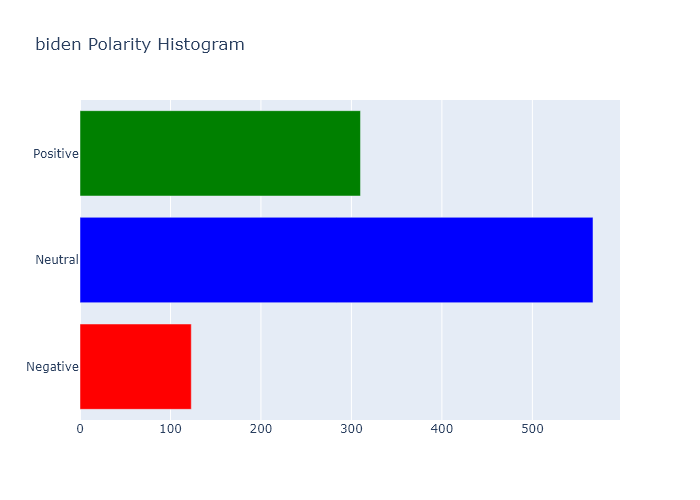 biden Polarity Histogram
Positive
Neutral
Negative
0 100 200 300 400 500